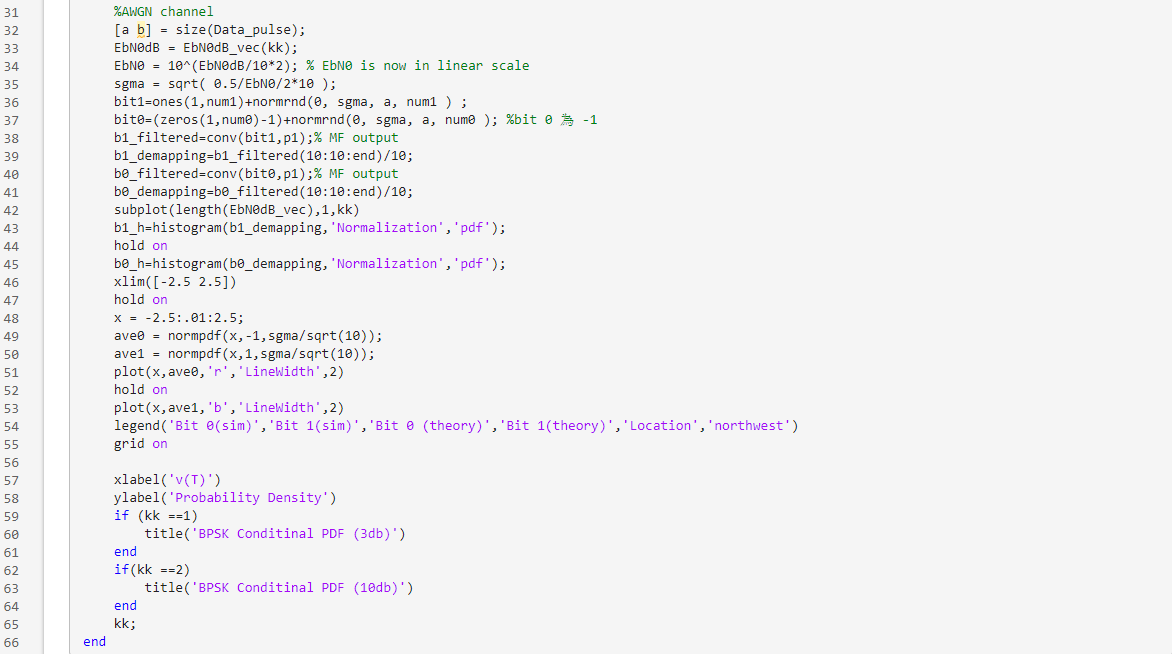 31 %AWGN channel
32 [a b] = size(Data_pulse);
33 EbN0dB = EbN0dB_vec(kk);
34 EbN0 = 10^(EbN0dB/10*2); % EbN0 is now in linear scale
35 sgma = sqrt( 0.5/EbN0/2*10 );
36 bit1=ones(1,num1)+normrnd(0, sgma, a, num1 ) ;
37 bit0=(zeros(1,num0)-1)+normrnd(0, sgma, a, num0 ); %bit 0 為 -1
38 b1_filtered=conv(bit1,p1);% MF output
39 b1_demapping=b1_filtered(10:10:end)/10;
40 b0_filtered=conv(bit0,p1);% MF output
41 b0_demapping=b0_filtered(10:10:end)/10;
42 subplot(length(EbN0dB_vec),1,kk)
43 b1_h=histogram(b1_demapping,'Normalization','pdf');
44 hold on
45 b0_h=histogram(b0_demapping,'Normalization','pdf');
46 xlim([-2.5 2.5])
47 hold on
48 x = -2.5:.01:2.5;
49 ave0 = normpdf(x,-1,sgma/sqrt(10));
50 ave1 = normpdf(x,1,sgma/sqrt(10));
51 plot(x,ave0,'r','LineWidth',2)
52 hold on
53 plot(x,ave1,'b','LineWidth',2)
54 legend('Bit 0(sim)','Bit 1(sim)','Bit 0 (theory)','Bit 1(theory)','Location','northwest')
55 grid on
56
57 xlabel('v(T)')
58 ylabel('Probability Density')
59 if (kk ==1)
60 title('BPSK Conditinal PDF (3db)')
61 end
62 if(kk ==2)
63 title('BPSK Conditinal PDF (10db)')
64 end
65 kk;
66 end